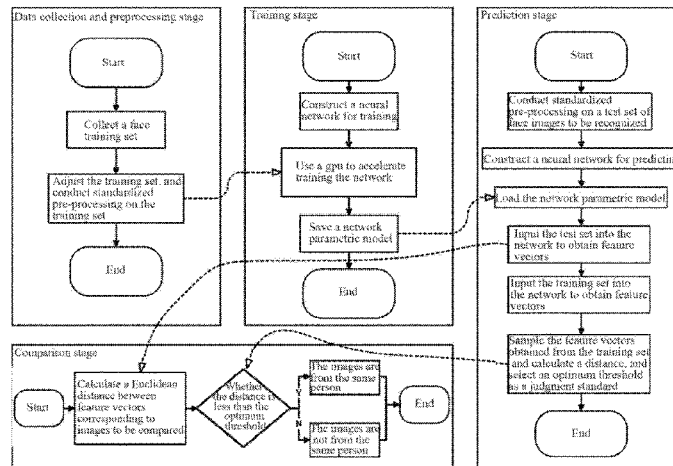 Data collection and preprocessing stage
Start
Collect a face
training set
Adjust the training set, and
conduct standardized
pre-processing on the
training set
End
Training stage
Start
Construct a neural
network for training
Use a gpu to accelerate
training the network
Save a network
parametric model
End
Prediction stage
Start
Conduct standardized
pre-processing on a test set of
face images to be recognized
Construct a neural network for predicting
Load the network parametric model
Input the test set into the
network to obtain feature
vectors
Input the training set into
the network to obtain feature
vectors
Sample the feature vectors
obtained from the training set
and calculate a distance, and
select an optimum threshold
as a judgment standard
End
Comparison stage
Start
Calculate a Euclidean
distance between
feature vectors
corresponding to
images to be compared
Whether
the distance is
less than the
optimum
threshold
Y
N
The images are
from the same
person
The images are
not from the
same person
End